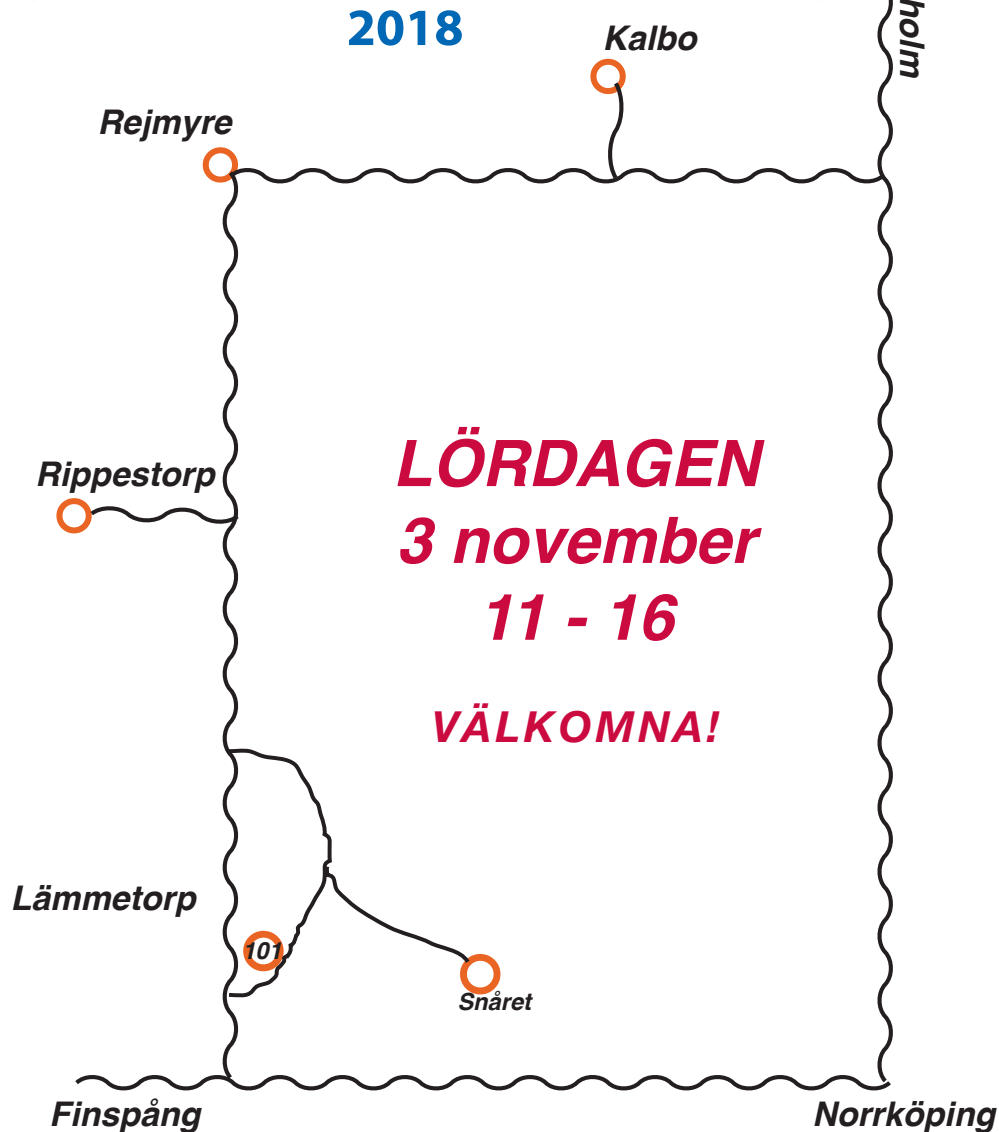 holm
2018
Kalbo
Rejmyre
LÖRDAGEN
Rippestorp
3 november
11 - 16
VÄLKOMNA!
Lämmetorp
101
Snåret
Finspång
Norrköping